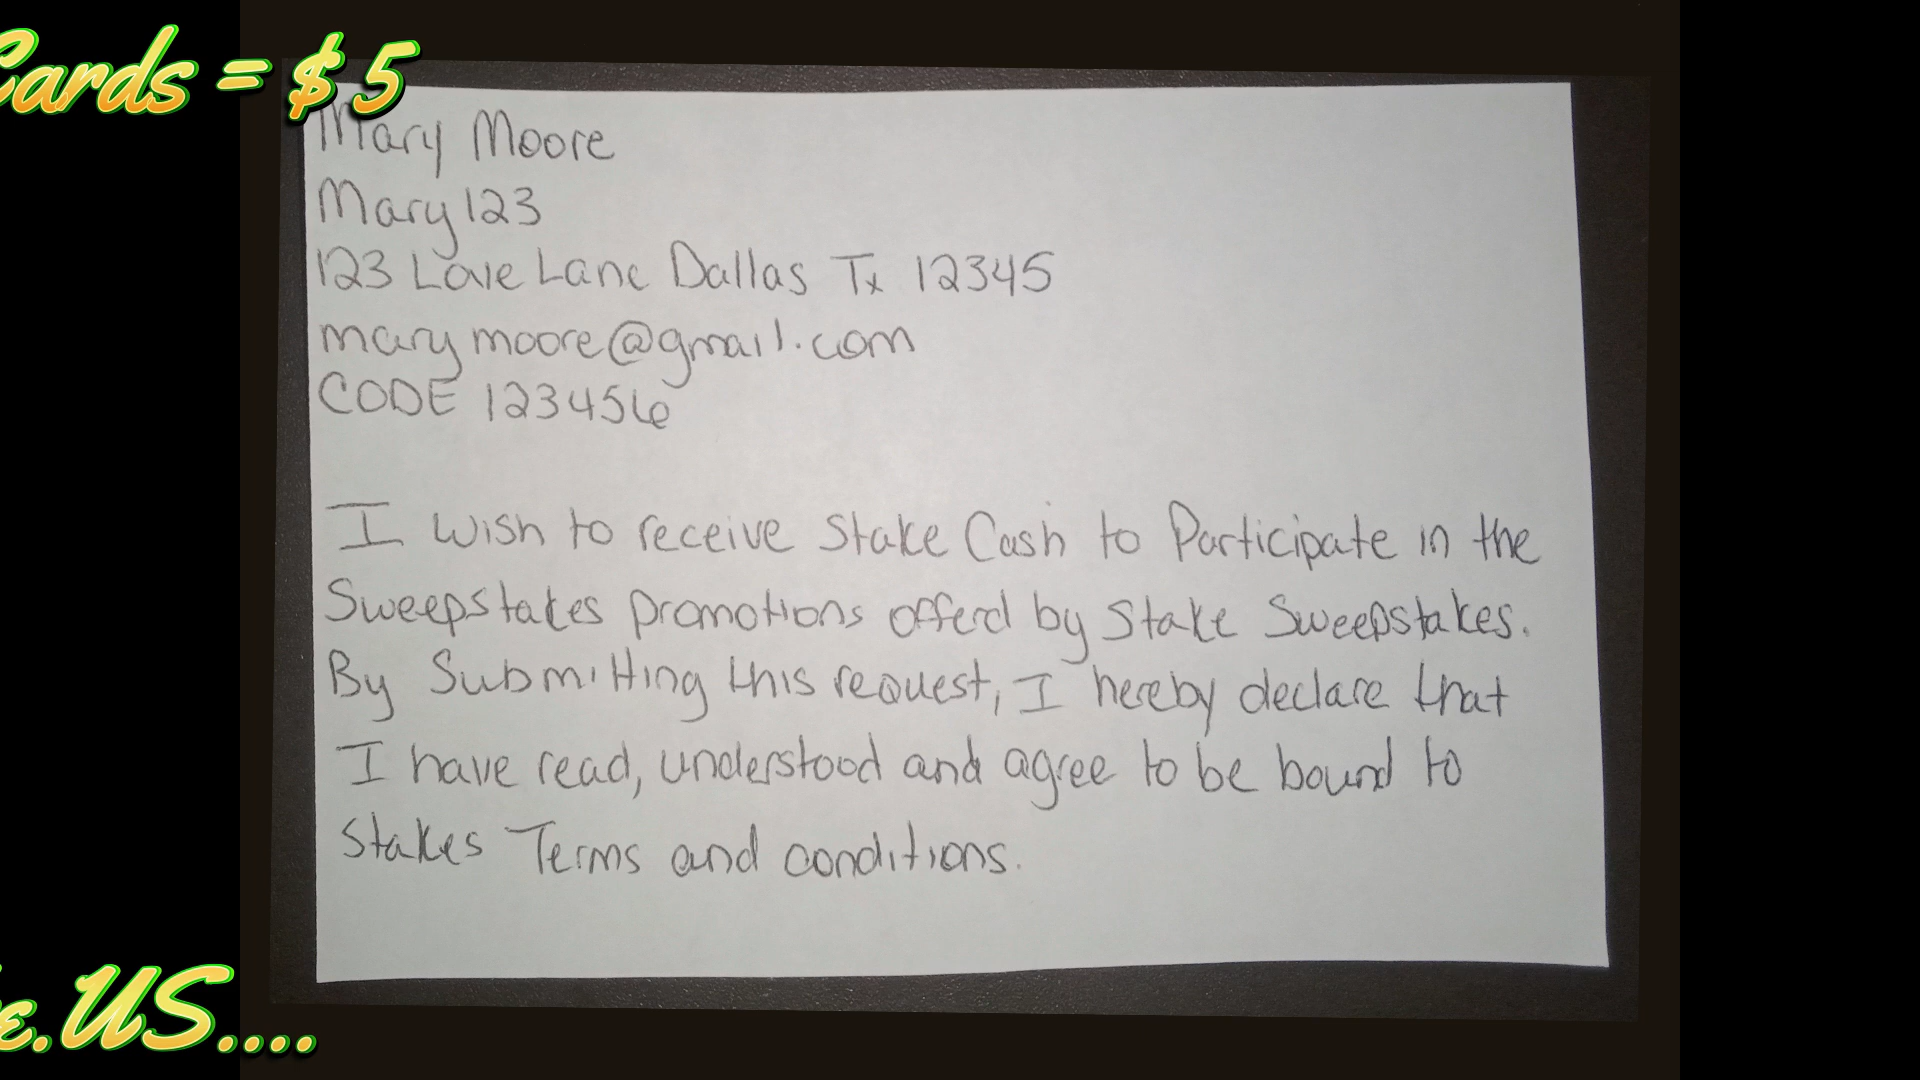 Cards = $5
Mary Moore
Mary123
123 Love Lane Dallas Tx 12345
marymoore@gmail.com
CODE 123456
I wish to receive Stake Cash to Participate in the
Sweepstakes promotions offerd by Stake Sweepstakes.
By Submitting this request, I hereby declare that
I have read, understood and agree to be bound to
Stakes Terms and conditions.
e.US....